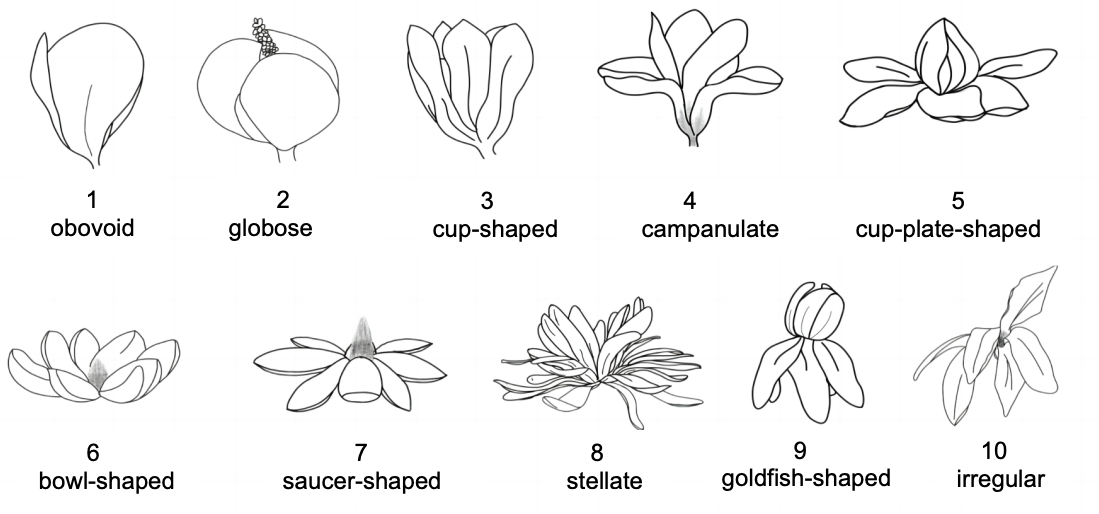 1
obovoid
2
globose
3
cup-shaped
4
campanulate
5
cup-plate-shaped
6
bowl-shaped
7
saucer-shaped
8
stellate
9
goldfish-shaped
10
irregular